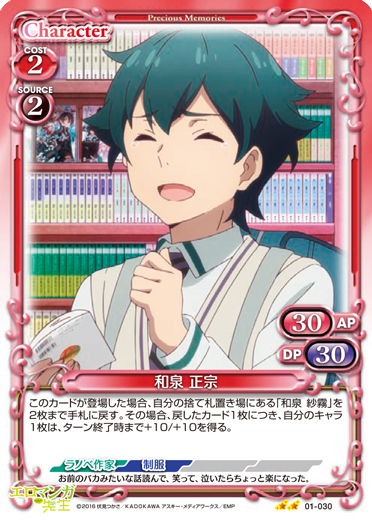 Precious Memories
Character
COST
2
SOURCE
2
30 AP
DP 30
和泉 正宗
このカードが登場した場合、自分の捨て札置き場にある「和泉 紗霧」を
2枚まで手札に戻す。その場合、戻したカード1枚につき、自分のキャラ
1枚は、ターン終了時まで+10/+10を得る。
ラノベ作家 制服
お前のバカみたいな話読んで、笑って、泣いたらちょっと楽になった。
エロマンガ
先生
©2016 伏見つかさ/KADOKAWA アスキー・メディアワークス/EMP
01-030